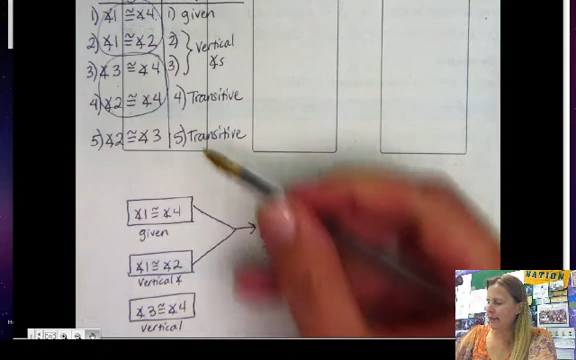 1) ∡1 ≅ ∡4 1) given
2) ∡1 ≅ ∡2 2) } vertical ∡s
3) ∡3 ≅ ∡4 3)
4) ∡2 ≅ ∡4 4) Transitive
5) ∡2 ≅ ∡3 5) Transitive
∡1 ≅ ∡4
given
∡1 ≅ ∡2
vertical ∡
∡3 ≅ ∡4
vertical
NATION